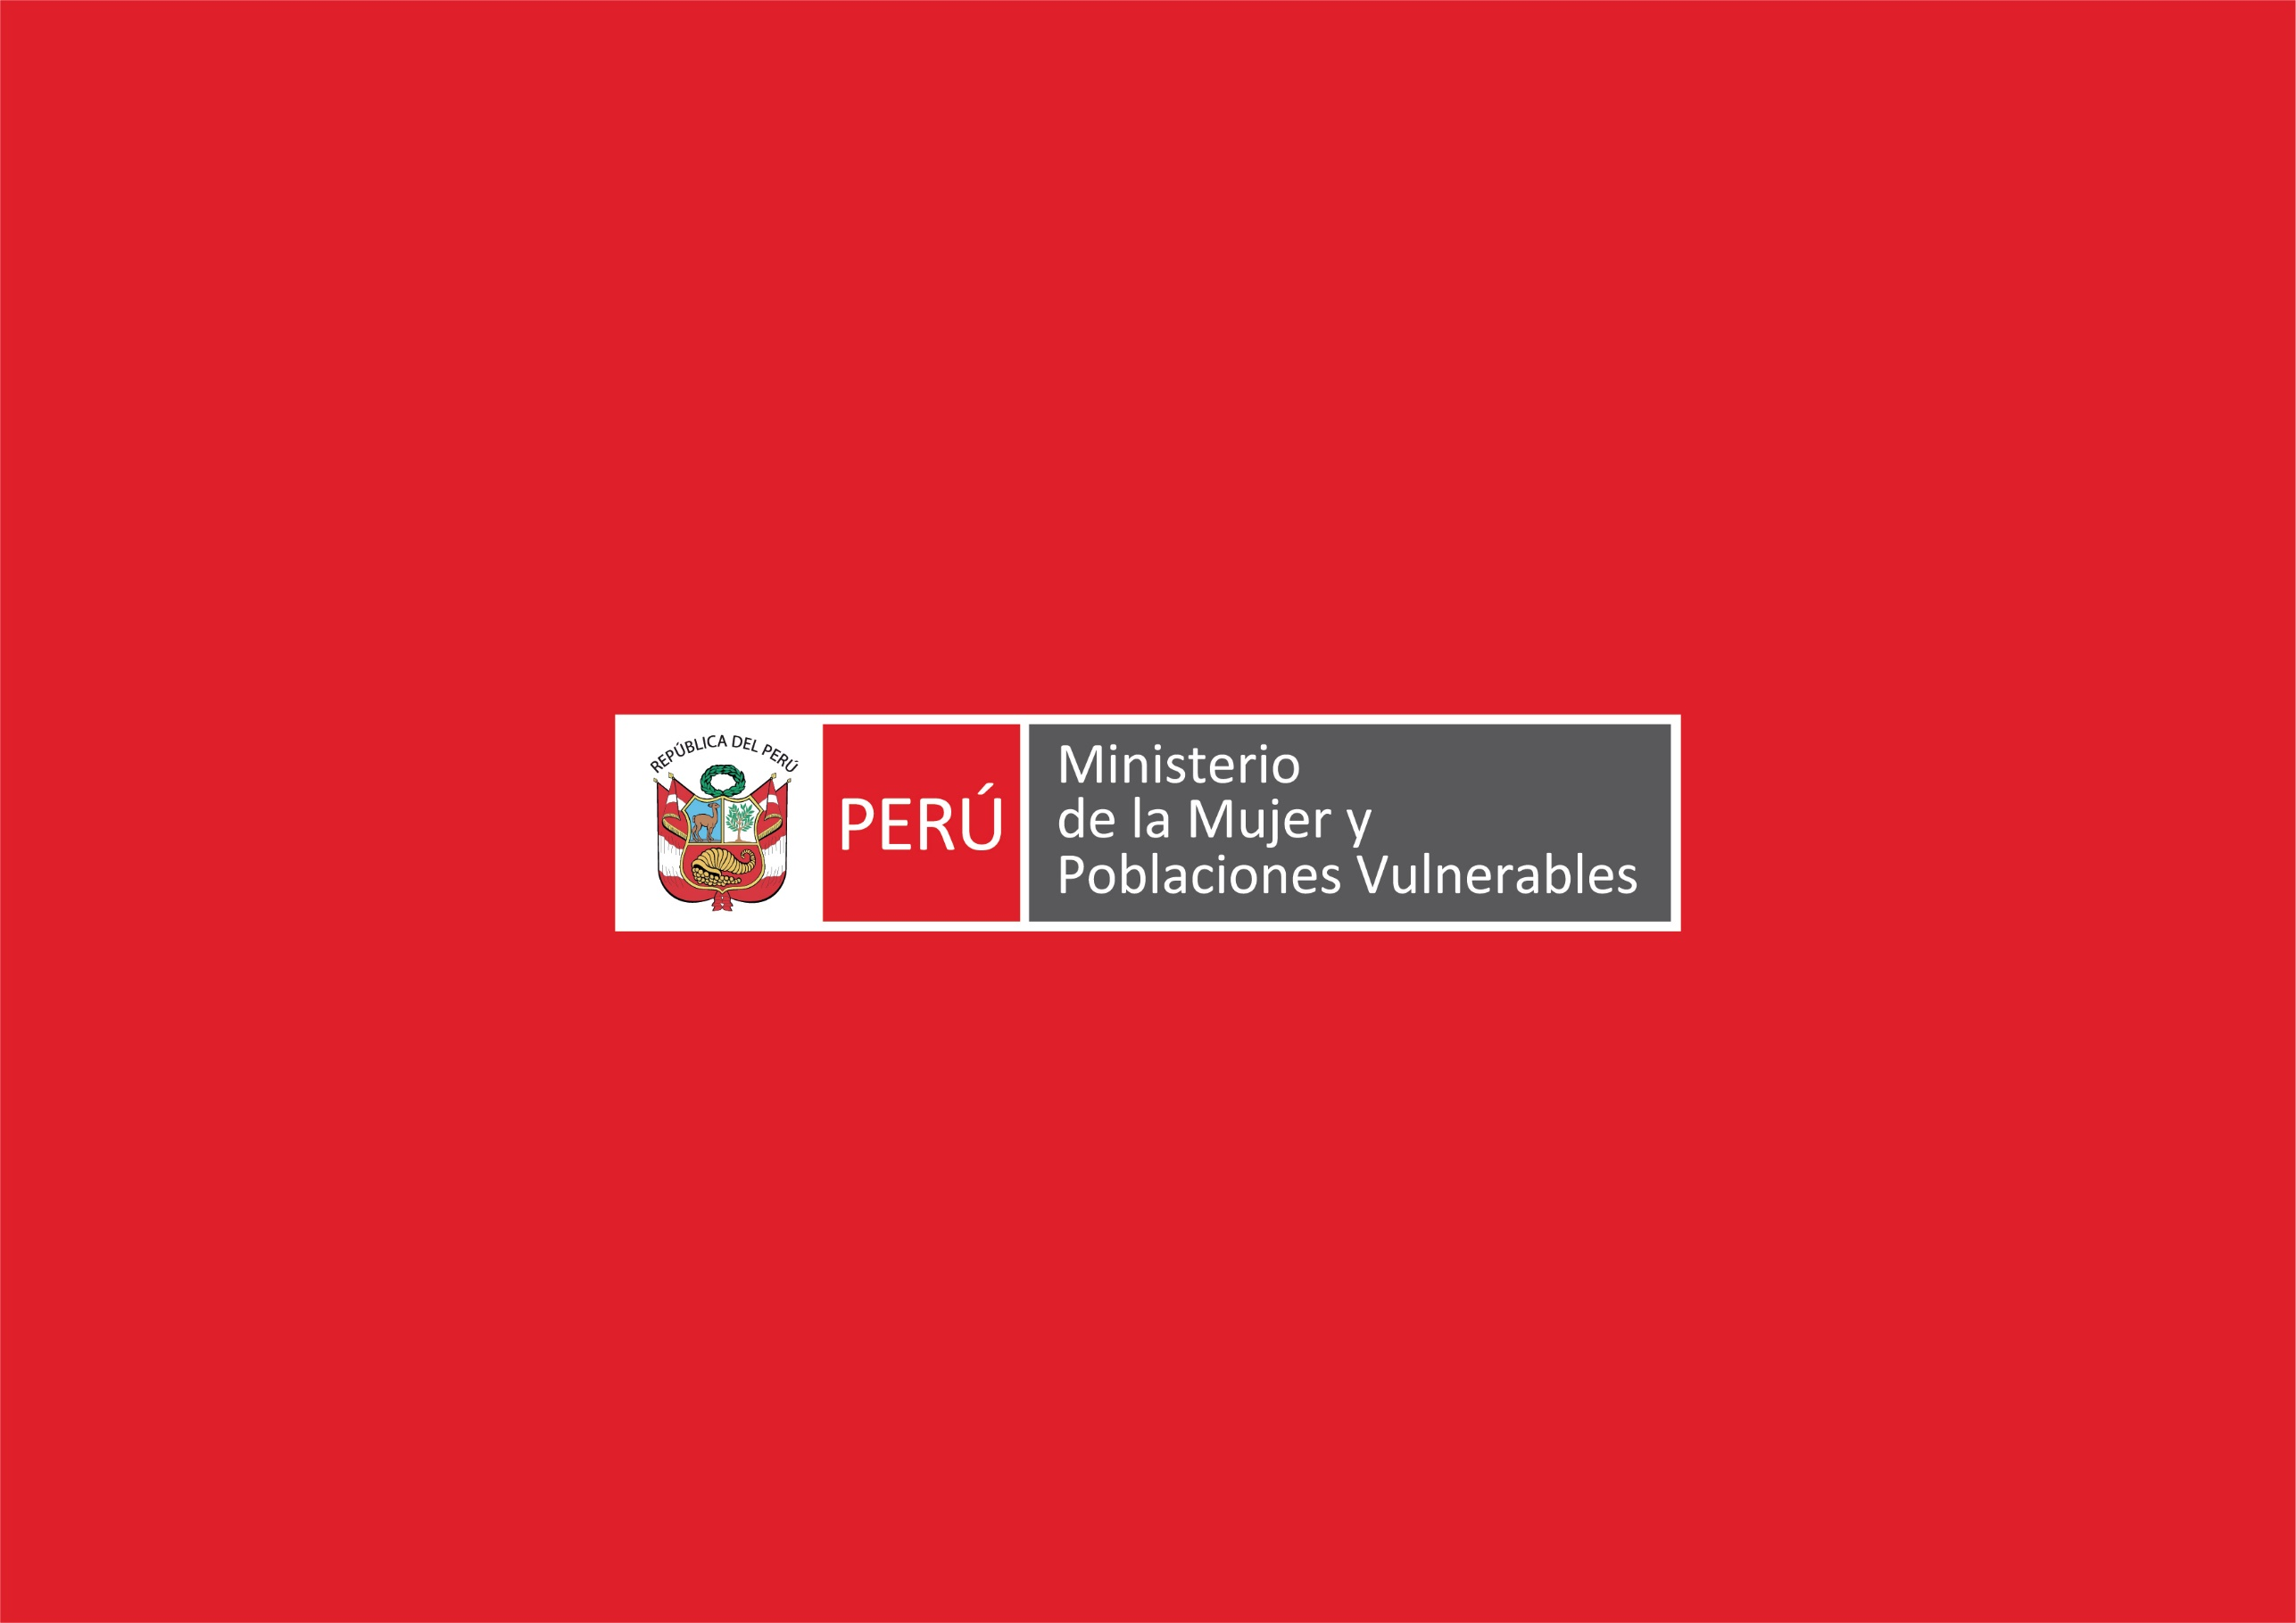 REPÚBLICA DEL PERÚ
PERÚ
Ministerio
de la Mujer y
Poblaciones Vulnerables